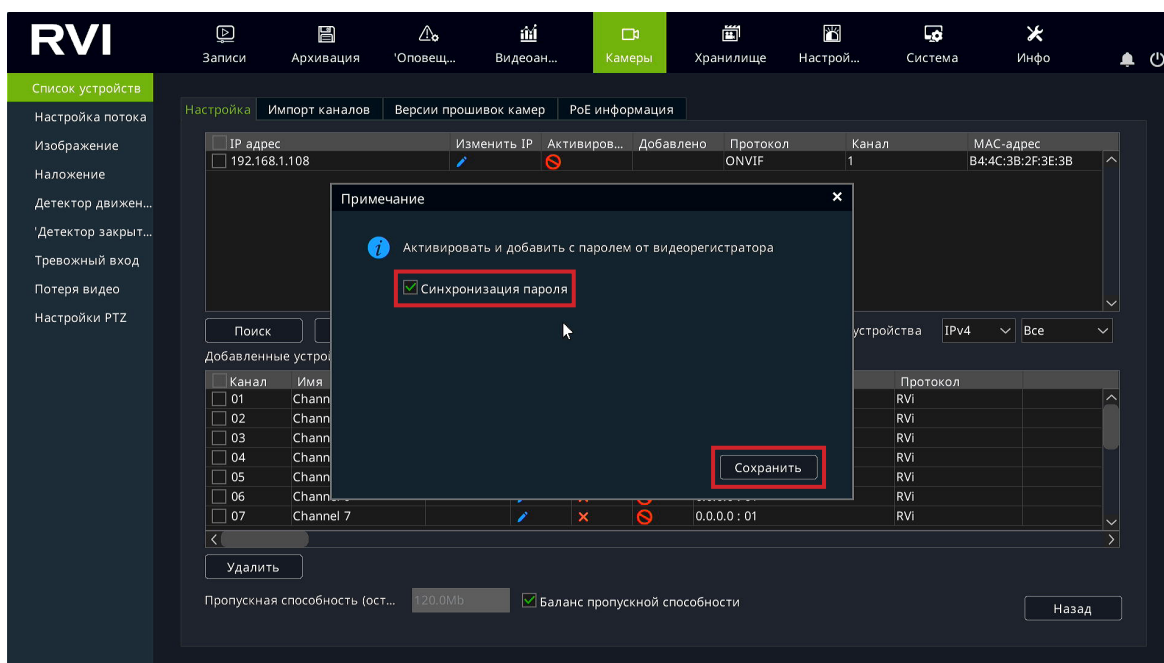 RVI
Записи Архивация 'Оповещ... Видеоан... Камеры Хранилище Настрой... Система Инфо
Список устройств
Настройка потока
Изображение
Наложение
Детектор движен...
'Детектор закрыт...
Тревожный вход
Потеря видео
Настройки PTZ
Настройка Импорт каналов Версии прошивок камер PoE информация
IP адрес Изменить IP Активиров... Добавлено Протокол Канал MAC-адрес
192.168.1.108 ONVIF 1 B4:4C:3B:2F:3E:3B
Примечание
Активировать и добавить с паролем от видеорегистратора
Синхронизация пароля
Поиск устройства IPv4 Все
Добавленные устрой
Канал Имя Протокол
01 Chann RVi
02 Chann RVi
03 Chann RVi
04 Chann RVi
Сохранить
05 Chann RVi
06 Chann RVi
07 Channel 7 0.0.0.0 : 01 RVi
Удалить
Пропускная способность (ост... 120.0Mb Баланс пропускной способности
Назад